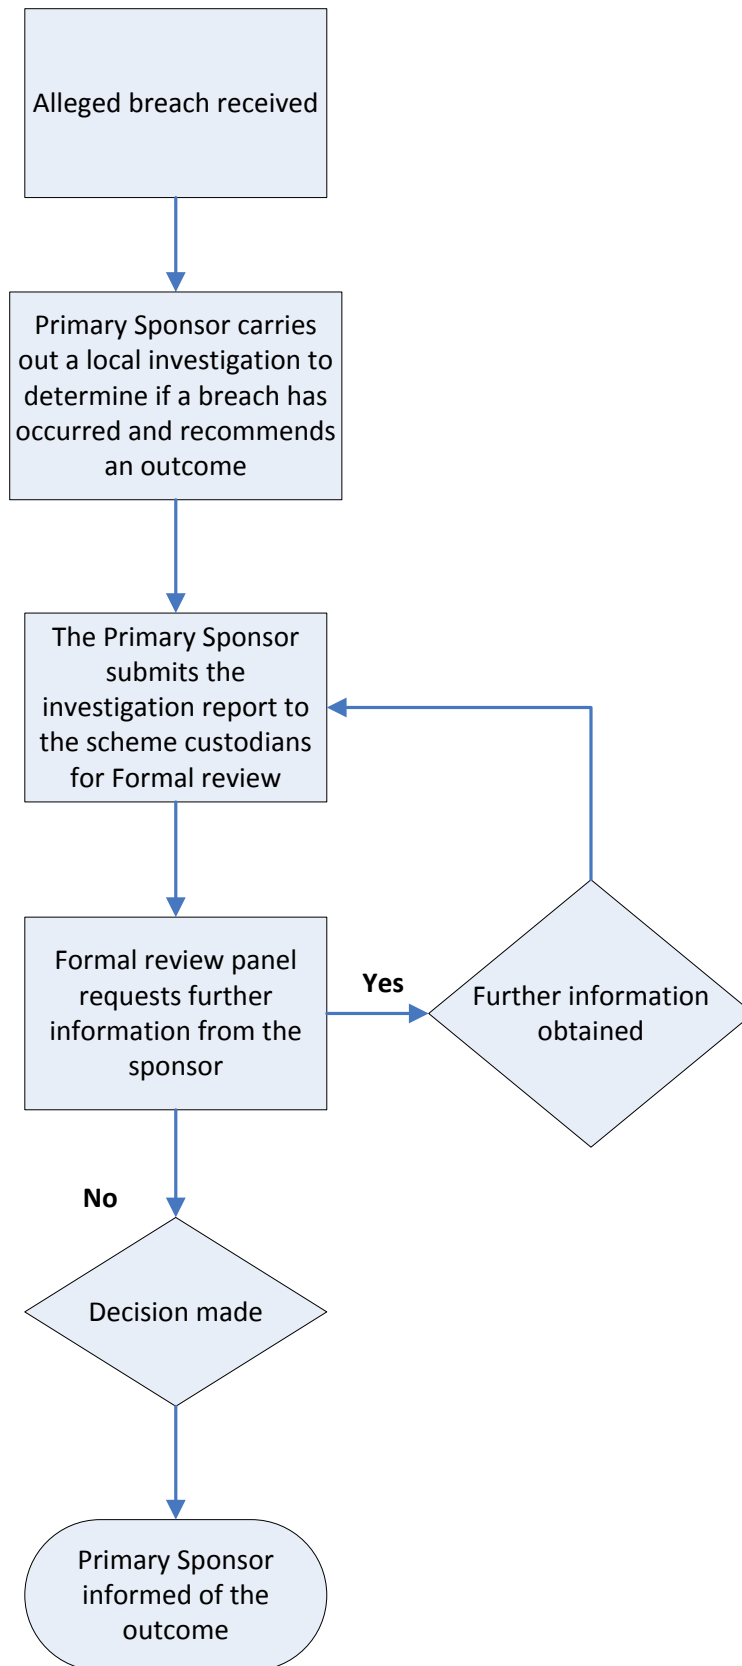 Alleged breach received
Primary Sponsor carries
out a local investigation to
determine if a breach has
occurred and recommends
an outcome
The Primary Sponsor
submits the
investigation report to
the scheme custodians
for Formal review
Formal review panel
requests further
information from the
sponsor
Yes
Further information
obtained
No
Decision made
Primary Sponsor
informed of the
outcome